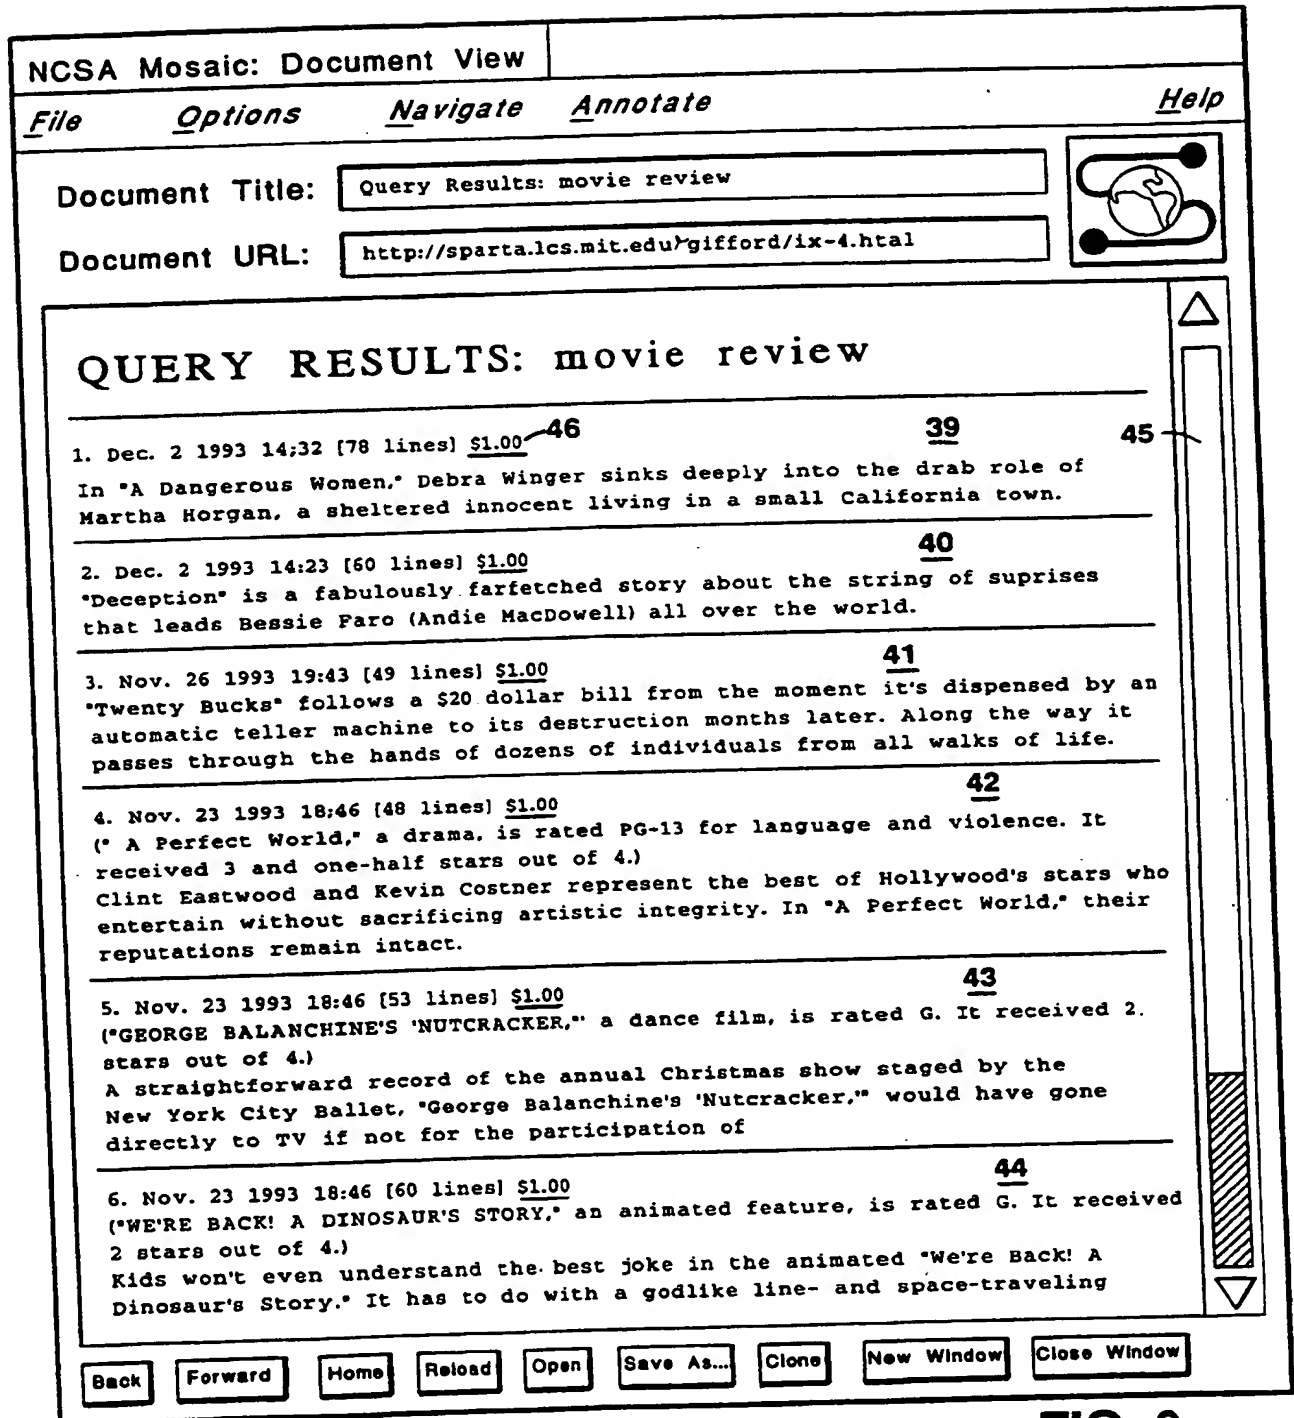 NCSA Mosaic: Document View
File Options Navigate Annotate Help
Document Title: Query Results: movie review
Document URL: http://sparta.lcs.mit.edu/~gifford/ix-4.htal
QUERY RESULTS: movie review
1. Dec. 2 1993 14;32 [78 lines] $1.00 46 39 45
In "A Dangerous Women," Debra Winger sinks deeply into the drab role of
Martha Horgan, a sheltered innocent living in a small California town.
40
2. Dec. 2 1993 14:23 [60 lines] $1.00
"Deception" is a fabulously farfetched story about the string of suprises
that leads Bessie Faro (Andie MacDowell) all over the world.
41
3. Nov. 26 1993 19:43 [49 lines] $1.00
"Twenty Bucks" follows a $20 dollar bill from the moment it's dispensed by an
automatic teller machine to its destruction months later. Along the way it
passes through the hands of dozens of individuals from all walks of life.
42
4. Nov. 23 1993 18;46 [48 lines] $1.00
(" A Perfect World," a drama, is rated PG-13 for language and violence. It
received 3 and one-half stars out of 4.)
Clint Eastwood and Kevin Costner represent the best of Hollywood's stars who
entertain without sacrificing artistic integrity. In "A Perfect World," their
reputations remain intact.
43
5. Nov. 23 1993 18:46 [53 lines] $1.00
("GEORGE BALANCHINE'S 'NUTCRACKER,"' a dance film, is rated G. It received 2.
stars out of 4.)
A straightforward record of the annual Christmas show staged by the
New York City Ballet, "George Balanchine's 'Nutcracker,'" would have gone
directly to TV if not for the participation of
44
6. Nov. 23 1993 18:46 [60 lines] $1.00
("WE'RE BACK! A DINOSAUR'S STORY," an animated feature, is rated G. It received
2 stars out of 4.)
Kids won't even understand the best joke in the animated "We're Back! A
Dinosaur's Story." It has to do with a godlike line- and space-traveling
Back Forward Home Reload Open Save As... Clone New Window Close Window